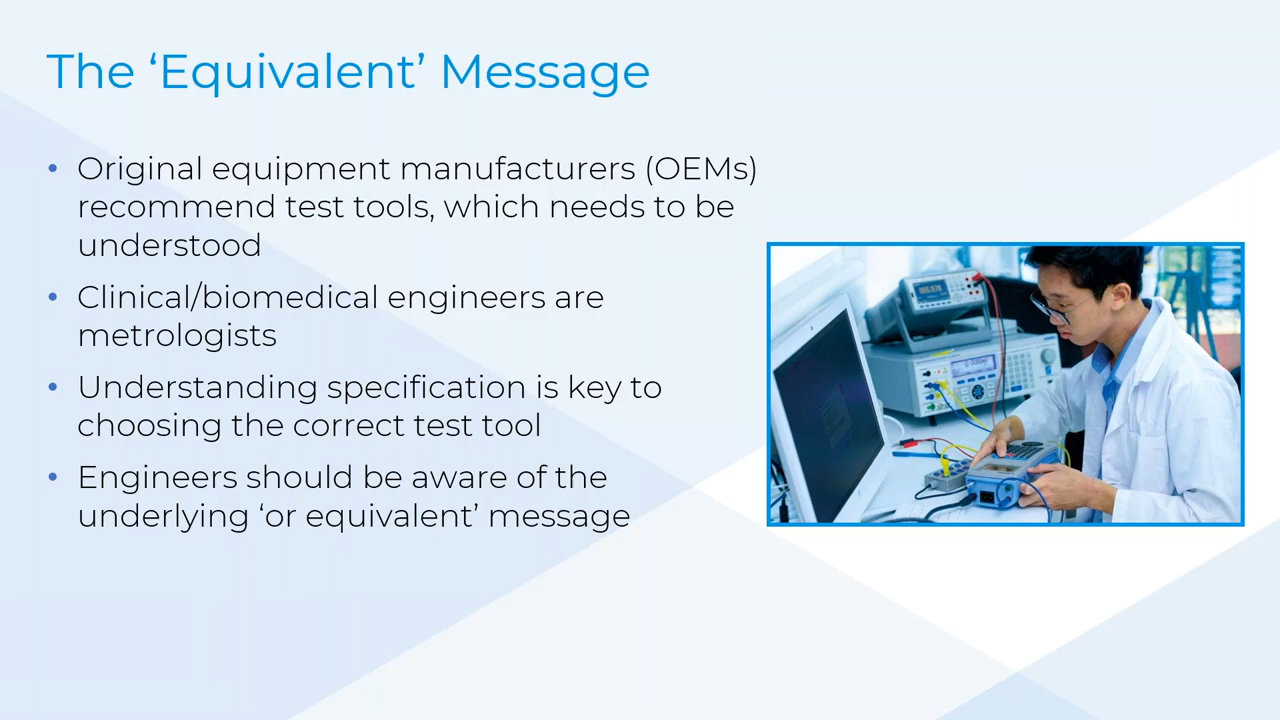 The ‘Equivalent’ Message
• Original equipment manufacturers (OEMs)
recommend test tools, which needs to be
understood
• Clinical/biomedical engineers are
metrologists
• Understanding specification is key to
choosing the correct test tool
• Engineers should be aware of the
underlying ‘or equivalent’ message